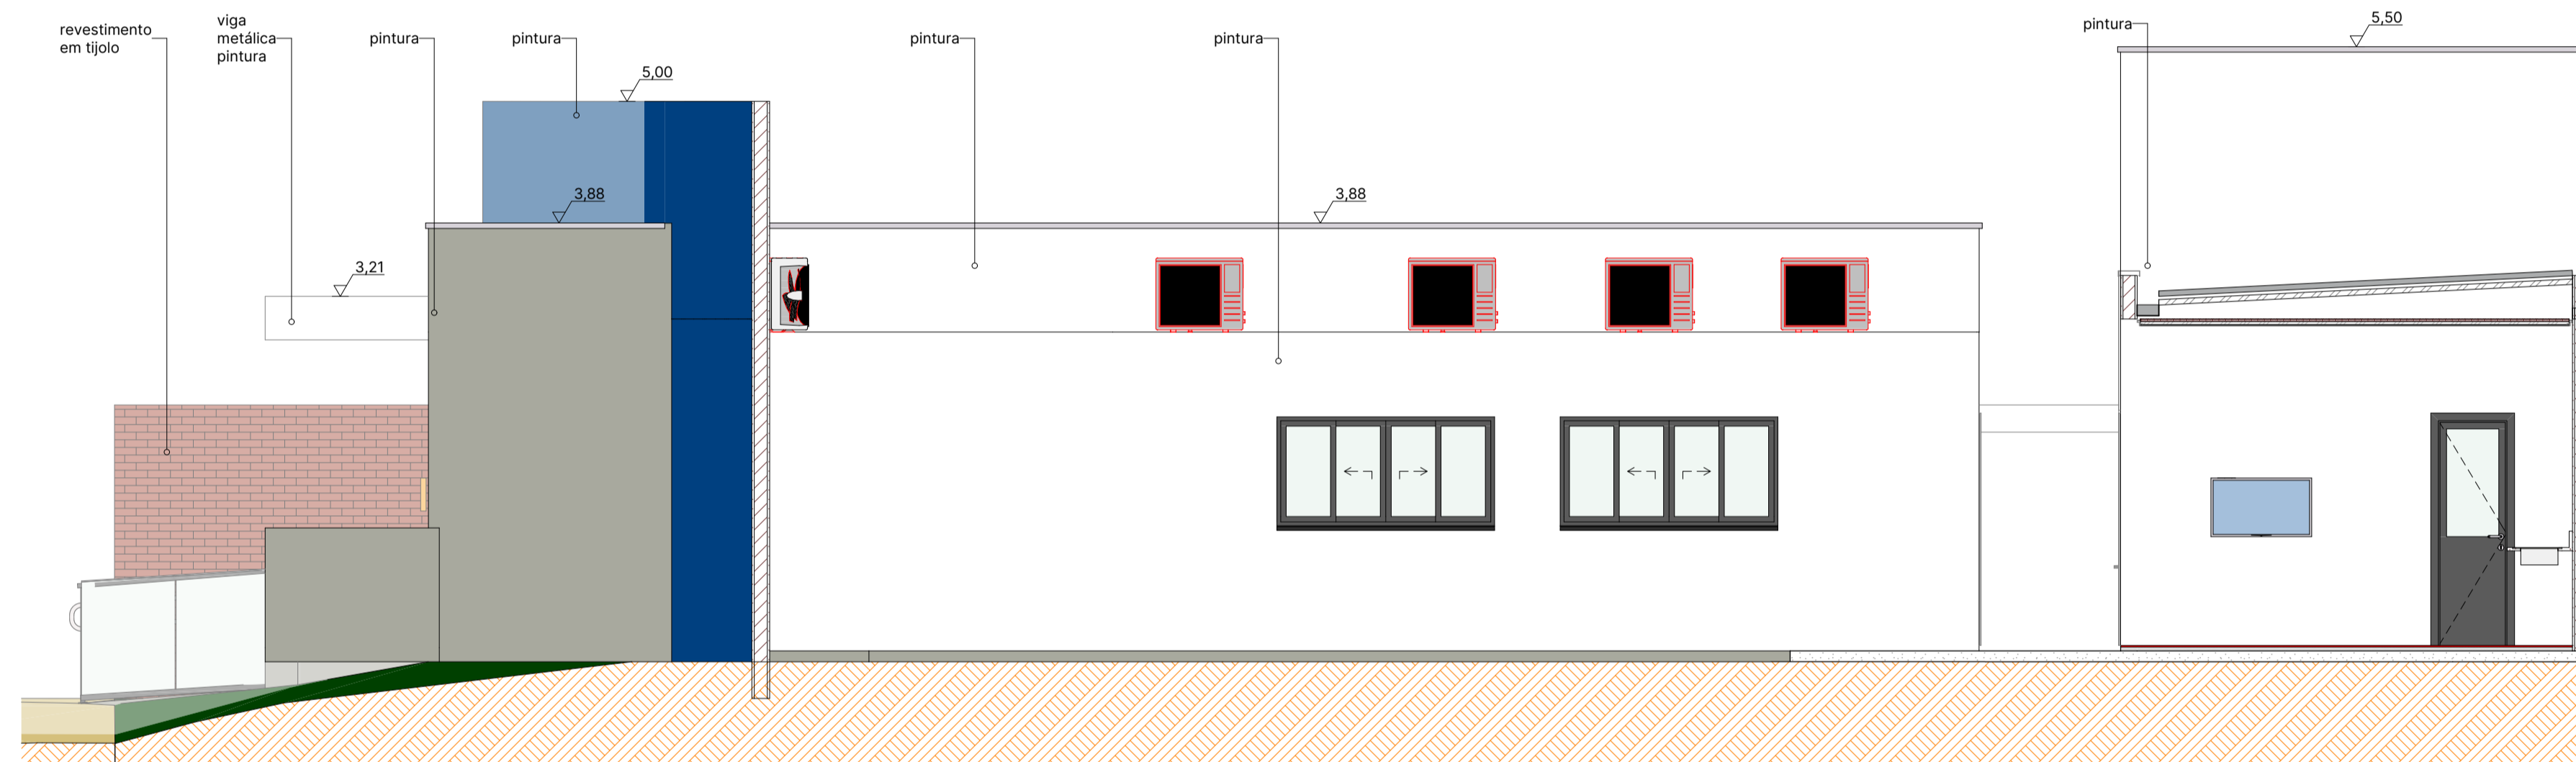 revestimento
em tijolo
viga
metálica
pintura
pintura
pintura
pintura
pintura
pintura
5,50
5,00
3,88
3,88
3,21